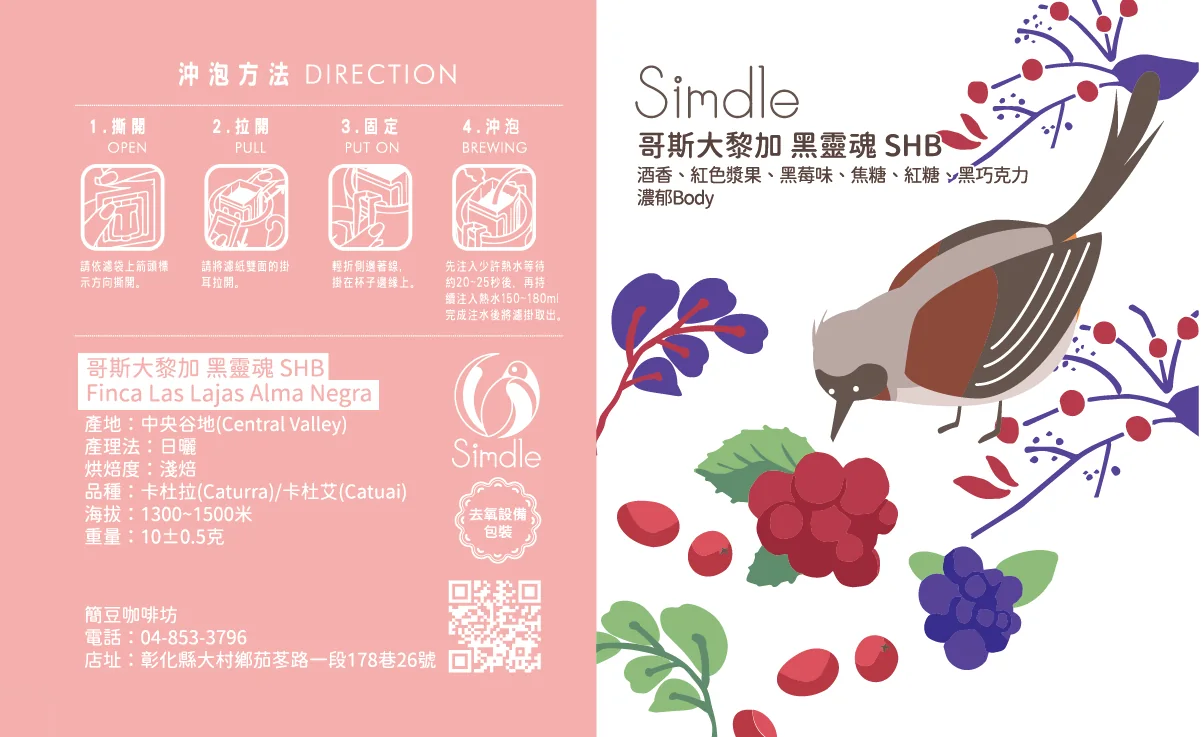 沖泡方法 DIRECTION
1.撕開
OPEN
2.拉開
PULL
3.固定
PUT ON
4.沖泡
BREWING
請依濾袋上箭頭標
示方向撕開。
請將濾紙雙面的掛
耳拉開。
輕折側邊著線，
掛在杯子邊緣上。
先注入少許熱水等待
約20-25秒後，再持
續注入熱水150-180ml
完成注水後將濾掛取出。
哥斯大黎加 黑靈魂 SHB
Finca Las Lajas Alma Negra
產地：中央谷地(Central Valley)
產理法：日曬
烘焙度：淺焙
品種：卡杜拉(Caturra)/卡杜艾(Catuai)
海拔：1300~1500米
重量：10±0.5克
Simdle
去氧設備
包裝
簡豆咖啡坊
電話：04-853-3796
店址：彰化縣大村鄉茄苳路一段178巷26號
Simdle
哥斯大黎加 黑靈魂 SHB
酒香、紅色漿果、黑莓味、焦糖、紅糖、黑巧克力
濃郁Body